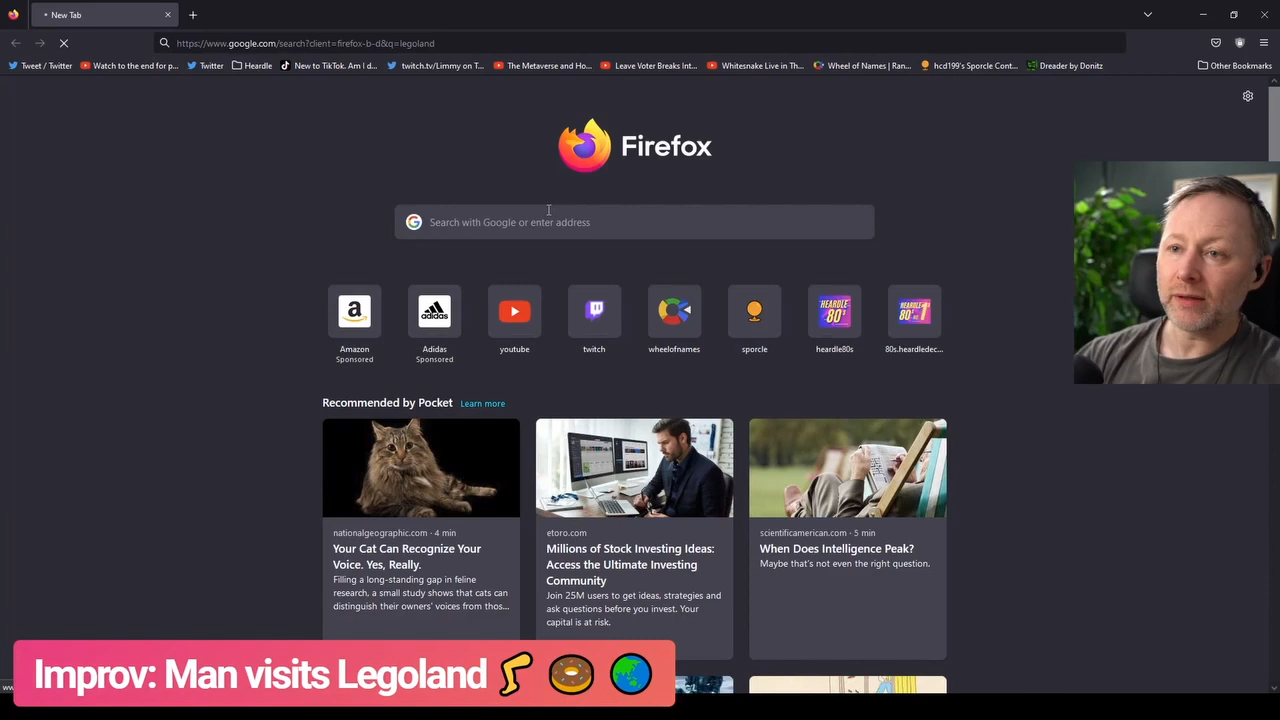 New Tab
https://www.google.com/search?client=firefox-b-d&q=legoland
Tweet / Twitter
Watch to the end for p...
Twitter
Heardle
New to TikTok. Am I d...
twitch.tv/Limmy on T...
The Metaverse and Ho...
Leave Voter Breaks Int...
Whitesnake Live in Th...
Wheel of Names | Ran...
hcd199's Sporcle Cont...
Dreader by Donitz
Other Bookmarks
Firefox
Search with Google or enter address
a
HEARDLE 80's
HEARDLE 80's
Amazon
Sponsored
Adidas
Sponsored
youtube
twitch
wheelofnames
sporcle
heardle80s
80s.heardledec...
Recommended by Pocket Learn more
nationalgeographic.com · 4 min
Your Cat Can Recognize Your
Voice. Yes, Really.
Filling a long-standing gap in feline
research, a small study shows that cats can
distinguish their owners' voices from thos...
etoro.com
Millions of Stock Investing Ideas:
Access the Ultimate Investing
Community
Join 25M users to get ideas, strategies and
ask questions before you invest. Your
capital is at risk.
scientificamerican.com · 5 min
When Does Intelligence Peak?
Maybe that's not even the right question.
Improv: Man visits Legoland